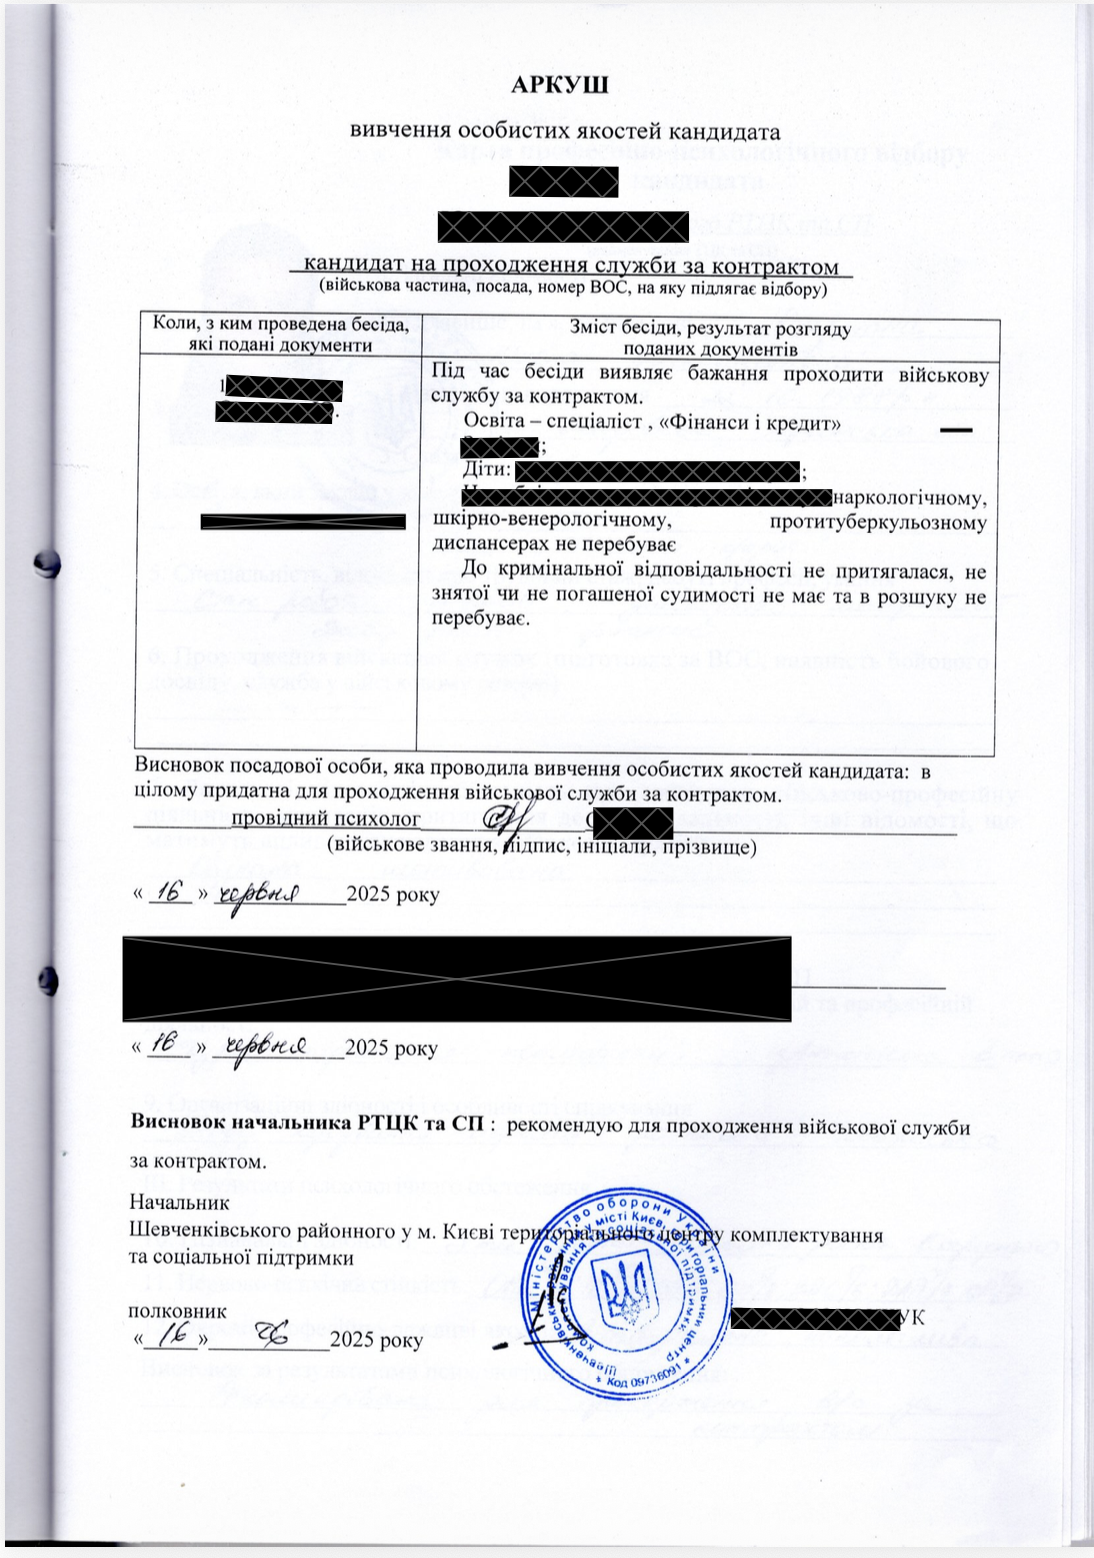 АРКУШ
вивчення особистих якостей кандидата
кандидат на проходження служби за контрактом
(військова частина, посада, номер ВОС, на яку підлягає відбору)
Коли, з ким проведена бесіда,
які подані документи
Зміст бесіди, результат розгляду
поданих документів
Під час бесіди виявляє бажання проходити військову
службу за контрактом.
Освіта – спеціаліст , «Фінанси і кредит»
;
Діти: ;
наркологічному,
шкірно-венерологічному, протитуберкульозному
диспансерах не перебуває
До кримінальної відповідальності не притягалася, не
знятої чи не погашеної судимості не має та в розшуку не
перебуває.
Висновок посадової особи, яка проводила вивчення особистих якостей кандидата: в
цілому придатна для проходження військової служби за контрактом.
провідний психолог
(військове звання, підпис, ініціали, прізвище)
« 16 » червня 2025 року
« 16 » червня 2025 року
Висновок начальника РТЦК та СП : рекомендую для проходження військової служби
за контрактом.
Начальник
Шевченківського районного у м. Києві територіального центру комплектування
та соціальної підтримки
полковник
УК
« 16 » 06 2025 року
Міністерство оборони України
* Код 09736091 *